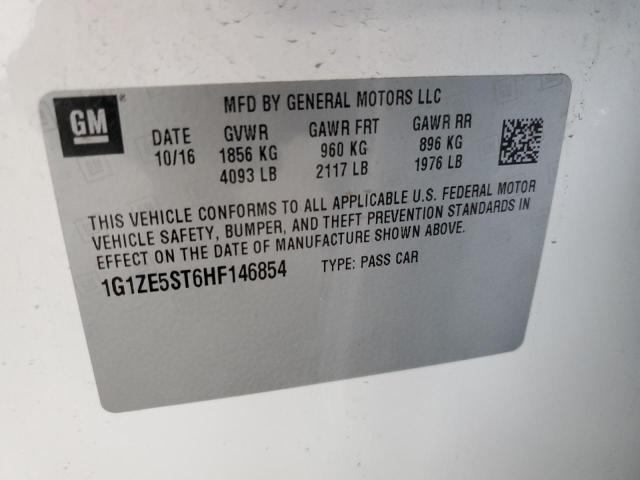 GM
MFD BY GENERAL MOTORS LLC
DATE GVWR GAWR FRT GAWR RR
10/16 1856 KG 960 KG 896 KG
4093 LB 2117 LB 1976 LB
THIS VEHICLE CONFORMS TO ALL APPLICABLE U.S. FEDERAL MOTOR
VEHICLE SAFETY, BUMPER, AND THEFT PREVENTION STANDARDS IN
EFFECT ON THE DATE OF MANUFACTURE SHOWN ABOVE.
1G1ZE5ST6HF146854 TYPE: PASS CAR